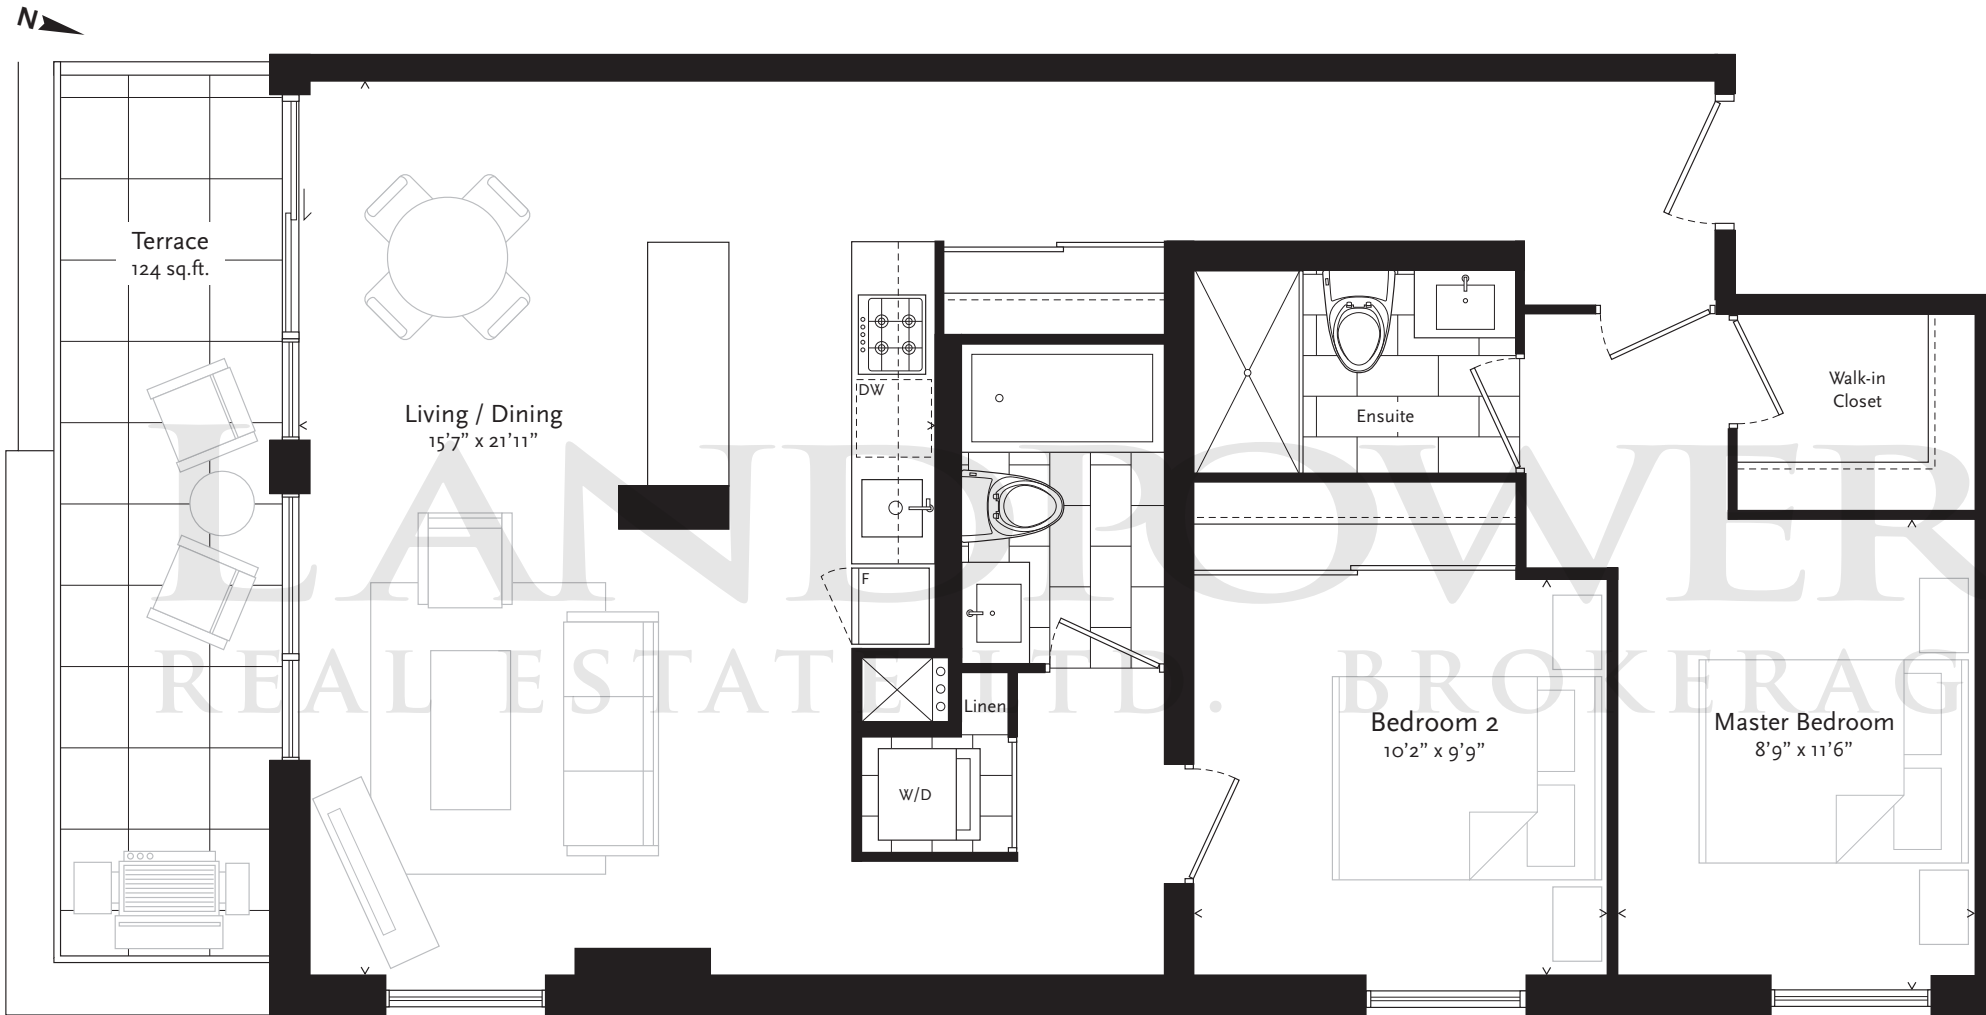 N
Terrace
124 sq.ft.
Living / Dining
15'7" x 21'11"
DW
F
Linen
W/D
Ensuite
Walk-in
Closet
Bedroom 2
10'2" x 9'9"
Master Bedroom
8'9" x 11'6"
LANDPOWER
REAL ESTATE LTD. BROKERAG